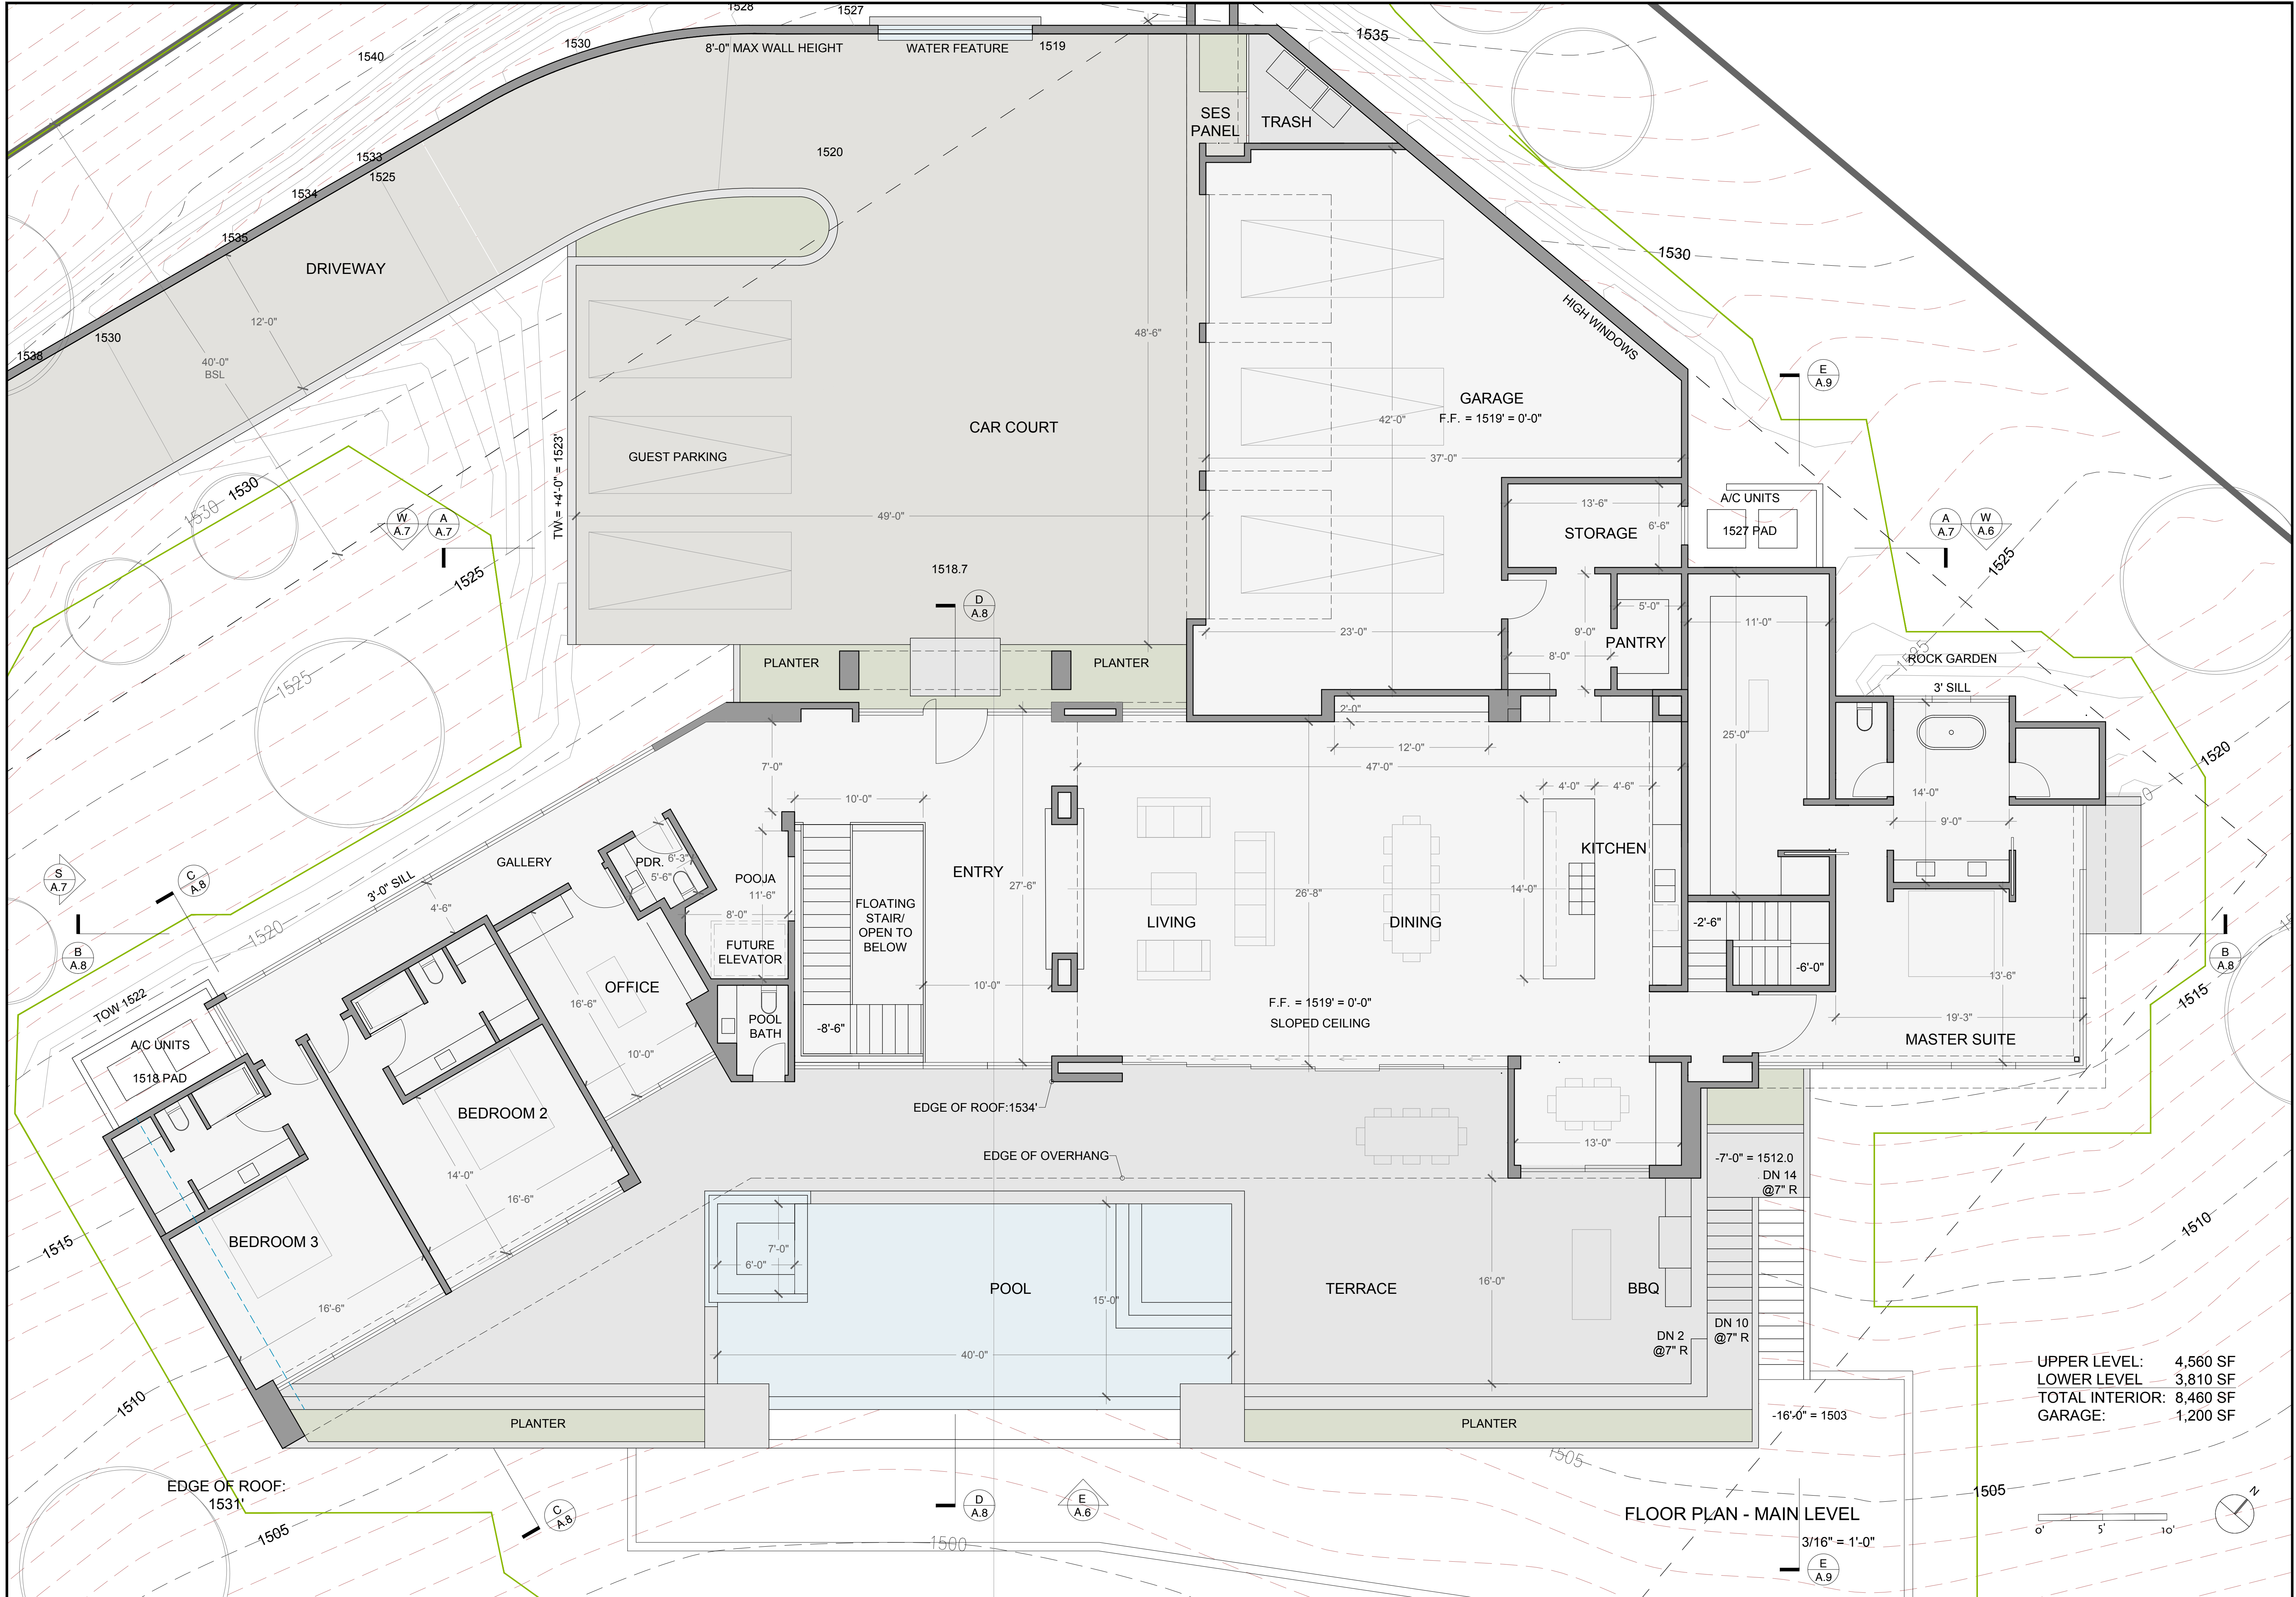 1528
1527
1540
1530
8'-0" MAX WALL HEIGHT
WATER FEATURE
1519
1535
SES
PANEL
TRASH
1533
1525
1520
1534
1535
DRIVEWAY
1530
12'-0"
1530
1538
40'-0"
BSL
48'-6"
HIGH WINDOWS
E
A.9
GARAGE
F.F. = 1519' = 0'-0"
42'-0"
CAR COURT
GUEST PARKING
37'-0"
TW = +4'-0" = 1523'
1530
1530
W
A.7
A
A.7
49'-0"
13'-6"
6'-6"
STORAGE
A/C UNITS
1527 PAD
A
A.7
W
A.6
1525
1525
1518.7
D
A.8
5'-0"
11'-0"
23'-0"
9'-0"
PANTRY
8'-0"
PLANTER
PLANTER
ROCK GARDEN
1525
3' SILL
1525
2'-0"
12'-0"
25'-0"
47'-0"
7'-0"
1520
10'-0"
4'-0"
4'-6"
14'-0"
9'-0"
KITCHEN
GALLERY
PDR.
6'-3"
5'-6"
POOJA
11'-6"
8'-0"
ENTRY
27'-6"
26'-8"
14'-0"
S
A.7
C
A.8
3'-0" SILL
4'-6"
FLOATING
STAIR/
OPEN TO
BELOW
LIVING
DINING
-2'-6"
-6'-0"
1520
B
A.8
FUTURE
ELEVATOR
B
A.8
13'-6"
OFFICE
16'-6"
10'-0"
TOW 1522
F.F. = 1519' = 0'-0"
SLOPED CEILING
1515
POOL
BATH
-8'-6"
19'-3"
MASTER SUITE
A/C UNITS
1518 PAD
10'-0"
BEDROOM 2
EDGE OF ROOF:1534'
13'-0"
EDGE OF OVERHANG
-7'-0" = 1512.0
DN 14
@7" R
14'-0"
16'-6"
1510
1515
BEDROOM 3
7'-0"
6'-0"
POOL
15'-0"
TERRACE
16'-0"
BBQ
16'-6"
DN 2
@7" R
DN 10
@7" R
40'-0"
UPPER LEVEL: 4,560 SF
LOWER LEVEL 3,810 SF
TOTAL INTERIOR: 8,460 SF
GARAGE: 1,200 SF
1510
PLANTER
PLANTER
-16'-0" = 1503
1505
EDGE OF ROOF:
1531'
1505
C
A.8
D
A.8
E
A.6
1500
FLOOR PLAN - MAIN LEVEL
3/16" = 1'-0"
E
A.9
1505
0'
5'
10'
N